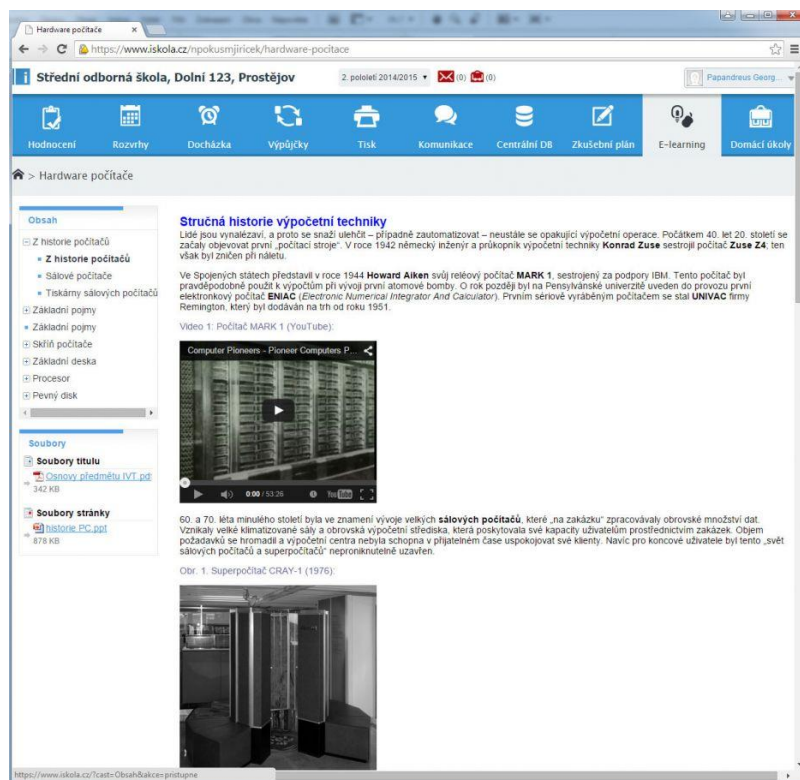 Hardware počítače
https://www.iskola.cz/npokusmjiricek/hardware-pocitace
Střední odborná škola, Dolní 123, Prostějov
2. pololetí 2014/2015
(0)
(0)
Papandreus Georg...
Hodnocení
Rozvrhy
Docházka
Výpůjčky
Tisk
Komunikace
Centrální DB
Zkušební plán
E-learning
Domácí úkoly
> Hardware počítače
Obsah
Z historie počítačů
Z historie počítačů
Sálové počítače
Tiskárny sálových počítačů
Základní pojmy
Základní pojmy
Skříň počítače
Základní deska
Procesor
Pevný disk
Soubory
Soubory titulu
Osnovy předmětu IVT.pdf
342 KB
Soubory stránky
historie PC.ppt
878 KB
Stručná historie výpočetní techniky
Lidé jsou vynalézaví, a proto se snaží ulehčit – případně zautomatizovat – neustále se opakující výpočetní operace. Počátkem 40. let 20. století se
začaly objevovat první „počítací stroje“. V roce 1942 německý inženýr a průkopník výpočetní techniky Konrad Zuse sestrojil počítač Zuse Z4; ten
však byl zničen při náletu.
Ve Spojených státech představil v roce 1944 Howard Aiken svůj reléový počítač MARK 1, sestrojený za podpory IBM. Tento počítač byl
pravděpodobně použit k výpočtům při vývoji první atomové bomby. O rok později byl na Pensylvánské univerzitě uveden do provozu první
elektronkový počítač ENIAC (Electronic Numerical Integrator And Calculator). Prvním sériově vyráběným počítačem se stal UNIVAC firmy
Remington, který byl dodáván na trh od roku 1951.
Video 1: Počítač MARK 1 (YouTube):
Computer Pioneers - Pioneer Computers P...
0:00 / 53:26
YouTube
60. a 70. léta minulého století byla ve znamení vývoje velkých sálových počítačů, které „na zakázku“ zpracovávaly obrovské množství dat.
Vznikaly velké klimatizované sály a obrovská výpočetní střediska, která poskytovala své kapacity uživatelům prostřednictvím zakázek. Objem
požadavků se hromadil a výpočetní centra nebyla schopna v přijatelném čase uspokojovat své klienty. Navíc pro koncové uživatele byl tento „svět
sálových počítačů a superpočítačů“ neproniknutelně uzavřen.
Obr. 1. Superpočítač CRAY-1 (1976):
https://www.iskola.cz/?cast=Obsah&akce=pristupne